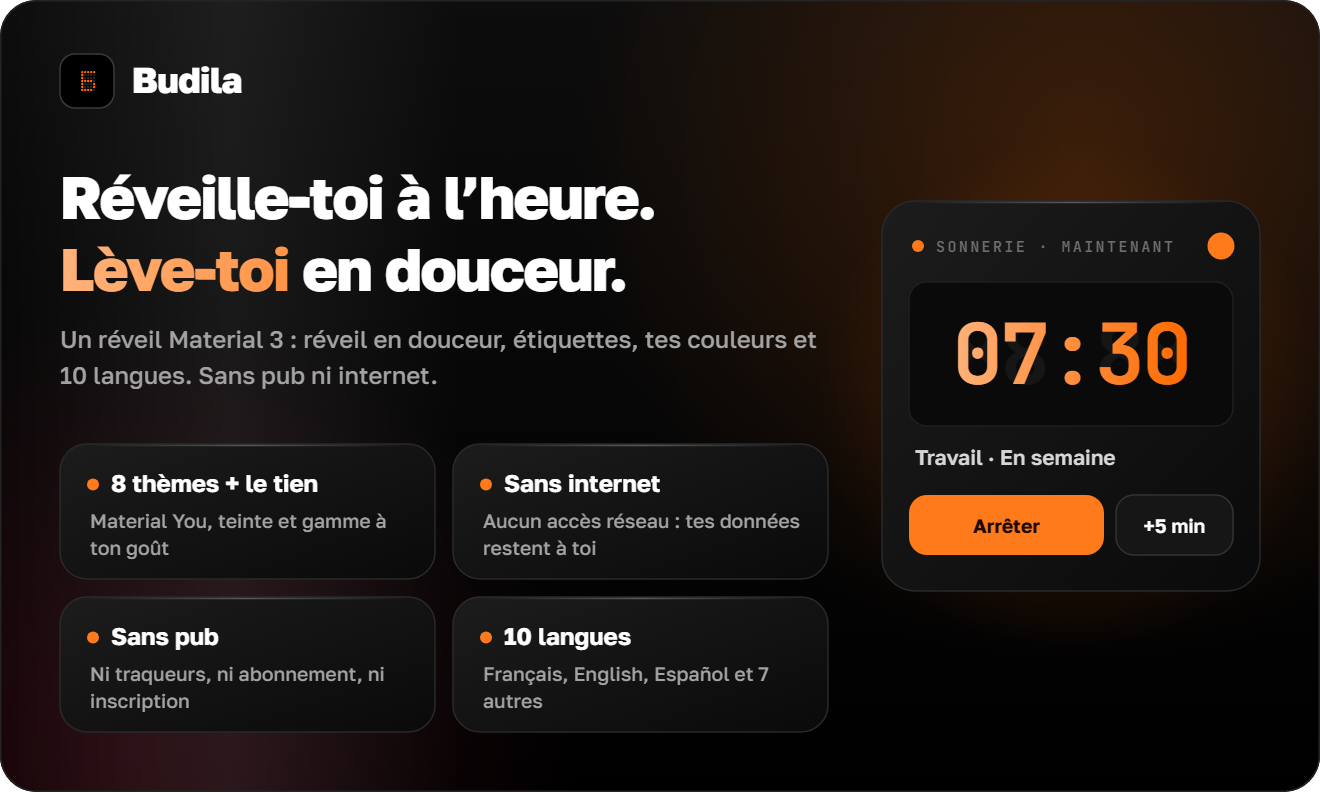 Budila
Réveille-toi à l’heure.
Lève-toi en douceur.
Un réveil Material 3 : réveil en douceur, étiquettes, tes couleurs et
10 langues. Sans pub ni internet.
8 thèmes + le tien
Material You, teinte et gamme à
ton goût
Sans internet
Aucun accès réseau : tes données
restent à toi
Sans pub
Ni traqueurs, ni abonnement, ni
inscription
10 langues
Français, English, Español et 7
autres
SONNERIE · MAINTENANT
07:30
Travail · En semaine
Arrêter
+5 min